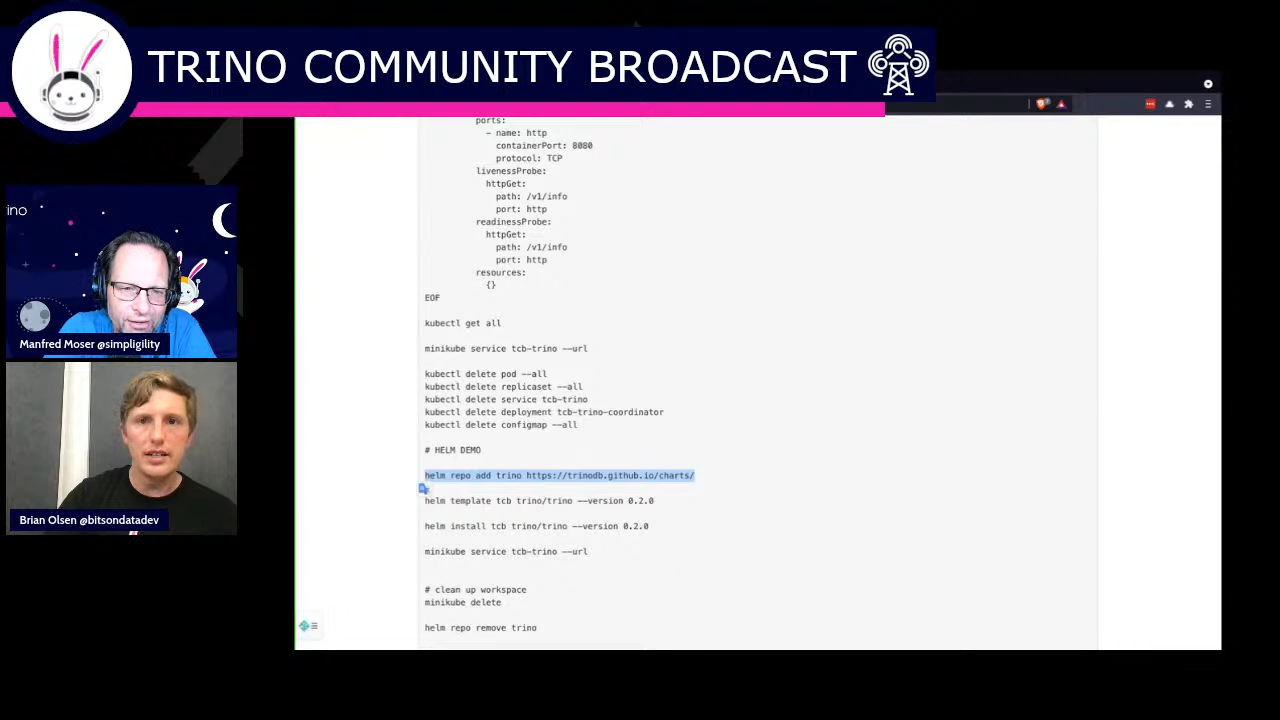 TRINO COMMUNITY BROADCAST
ports:
- name: http
containerPort: 8080
protocol: TCP
livenessProbe:
httpGet:
path: /v1/info
port: http
readinessProbe:
httpGet:
path: /v1/info
port: http
resources:
{}
EOF
kubectl get all
minikube service tcb-trino --url
kubectl delete pod --all
kubectl delete replicaset --all
kubectl delete service tcb-trino
kubectl delete deployment tcb-trino-coordinator
kubectl delete configmap --all
# HELM DEMO
helm repo add trino https://trinodb.github.io/charts/
helm template tcb trino/trino --version 0.2.0
helm install tcb trino/trino --version 0.2.0
minikube service tcb-trino --url
# clean up workspace
minikube delete
helm repo remove trino
ino
Manfred Moser @simpligility
Brian Olsen @bitsondatadev